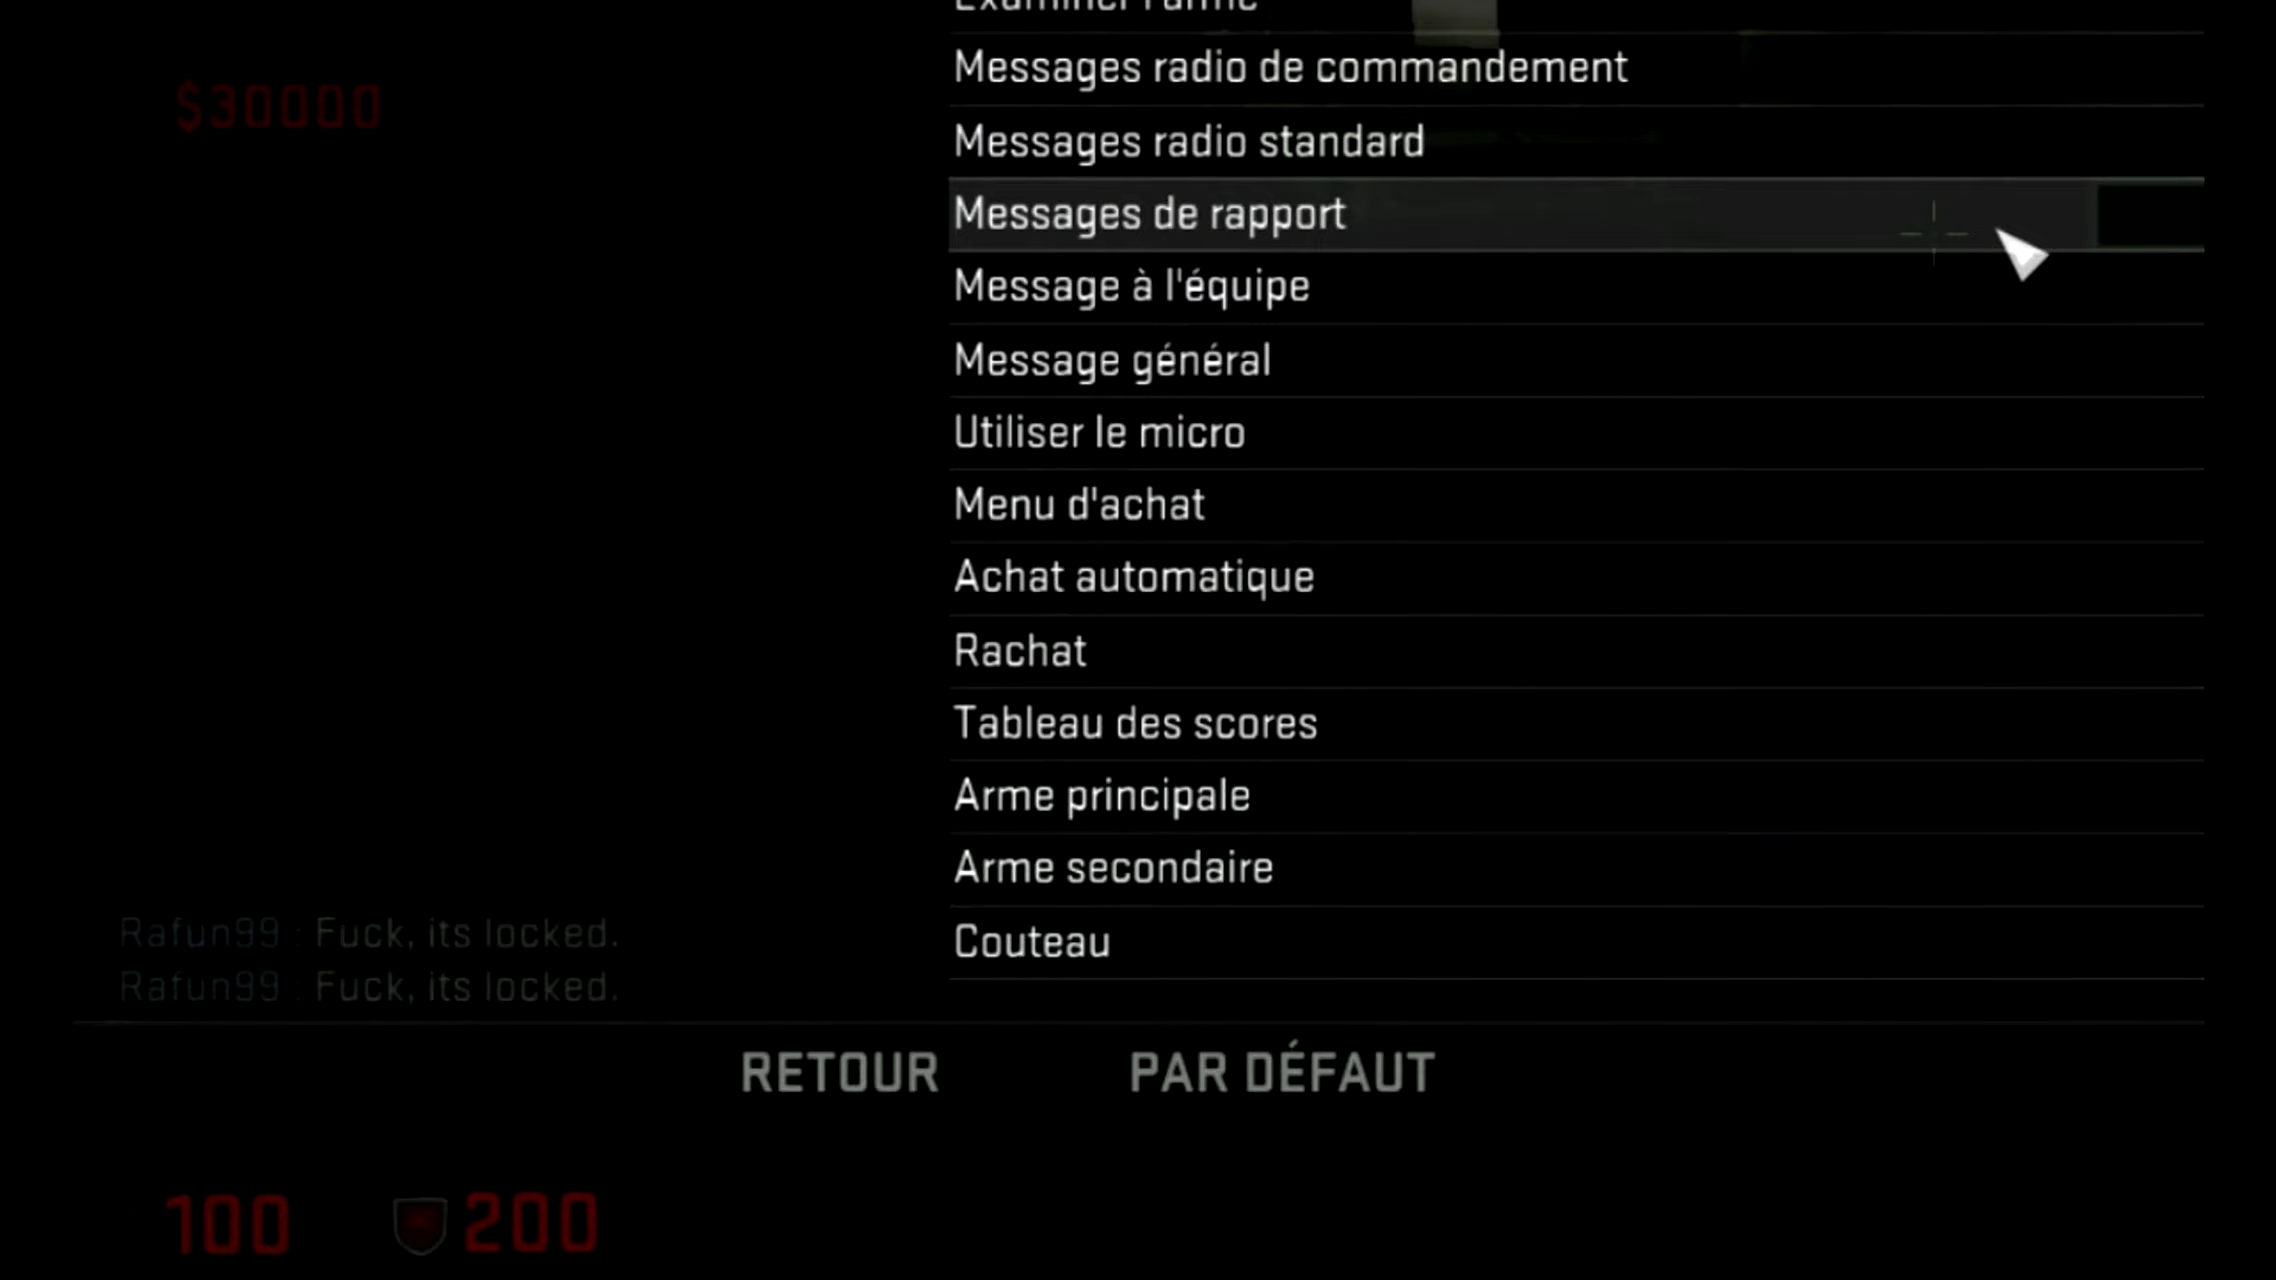 Examiner l'arme
$30000
Messages radio de commandement
Messages radio standard
Messages de rapport
Message à l'équipe
Message général
Utiliser le micro
Menu d'achat
Achat automatique
Rachat
Tableau des scores
Arme principale
Arme secondaire
Couteau
Rafun99 : Fuck, its locked.
Rafun99 : Fuck, its locked.
RETOUR
PAR DÉFAUT
100
200